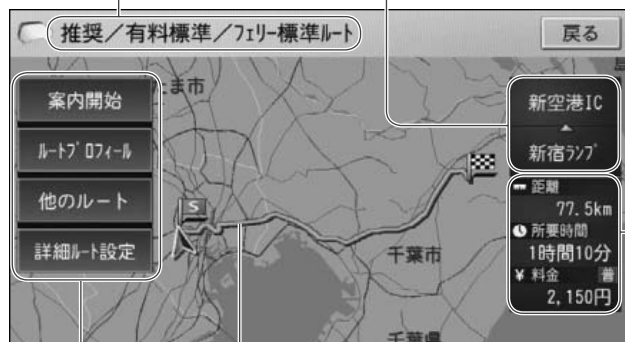 推奨／有料標準／フェリー標準ルート
戻る
案内開始
ルートプロフィール
他のルート
詳細ルート設定
ま市
S
千葉市
千葉県
新空港IC
新宿ランプ
距離
77.5km
所要時間
1時間10分
¥ 料金 普
2,150円